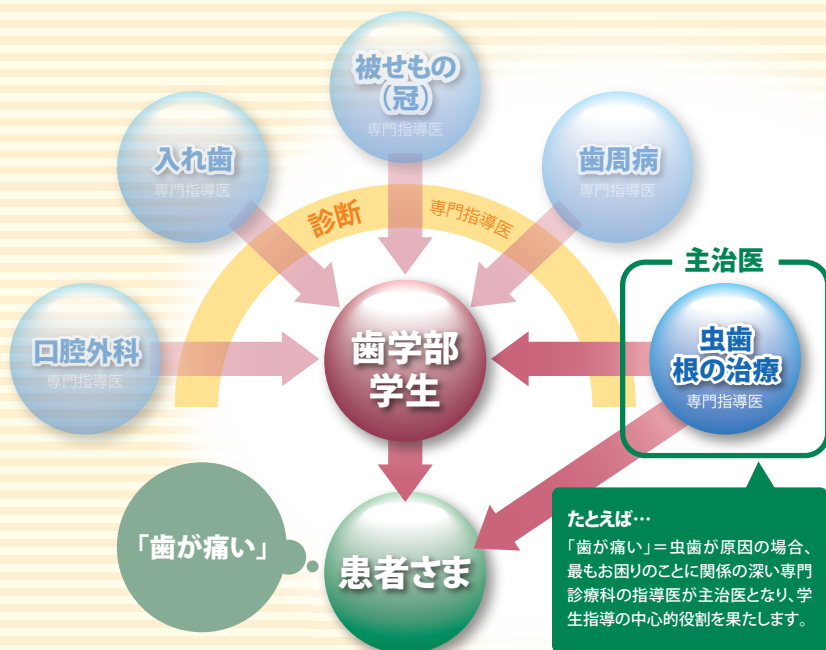 被せもの
(冠)
専門指導医
入れ歯
専門指導医
歯周病
専門指導医
診断
専門指導医
主治医
口腔外科
専門指導医
歯学部
学生
虫歯
根の治療
専門指導医
「歯が痛い」
患者さま
たとえば…
「歯が痛い」=虫歯が原因の場合、
最もお困りのことに関係の深い専門
診療科の指導医が主治医となり、学
生指導の中心的役割を果たします。